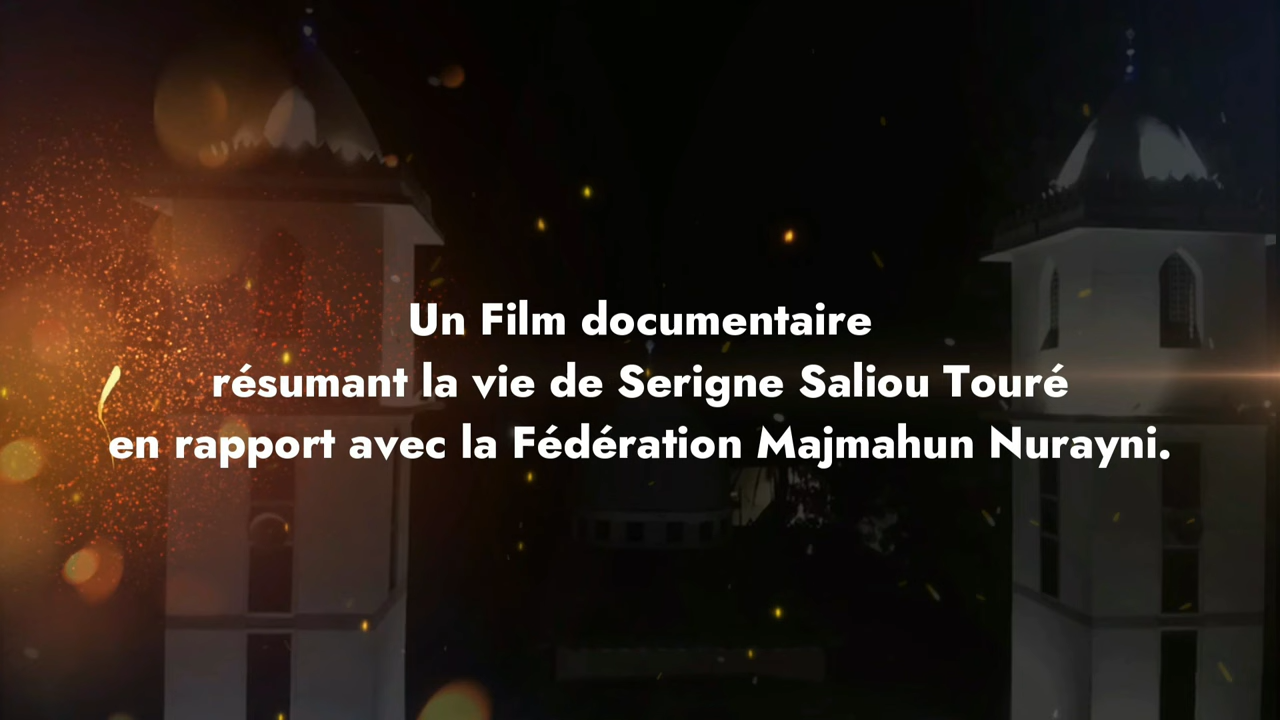 Un Film documentaire
résumant la vie de Serigne Saliou Touré
en rapport avec la Fédération Majmahun Nurayni.